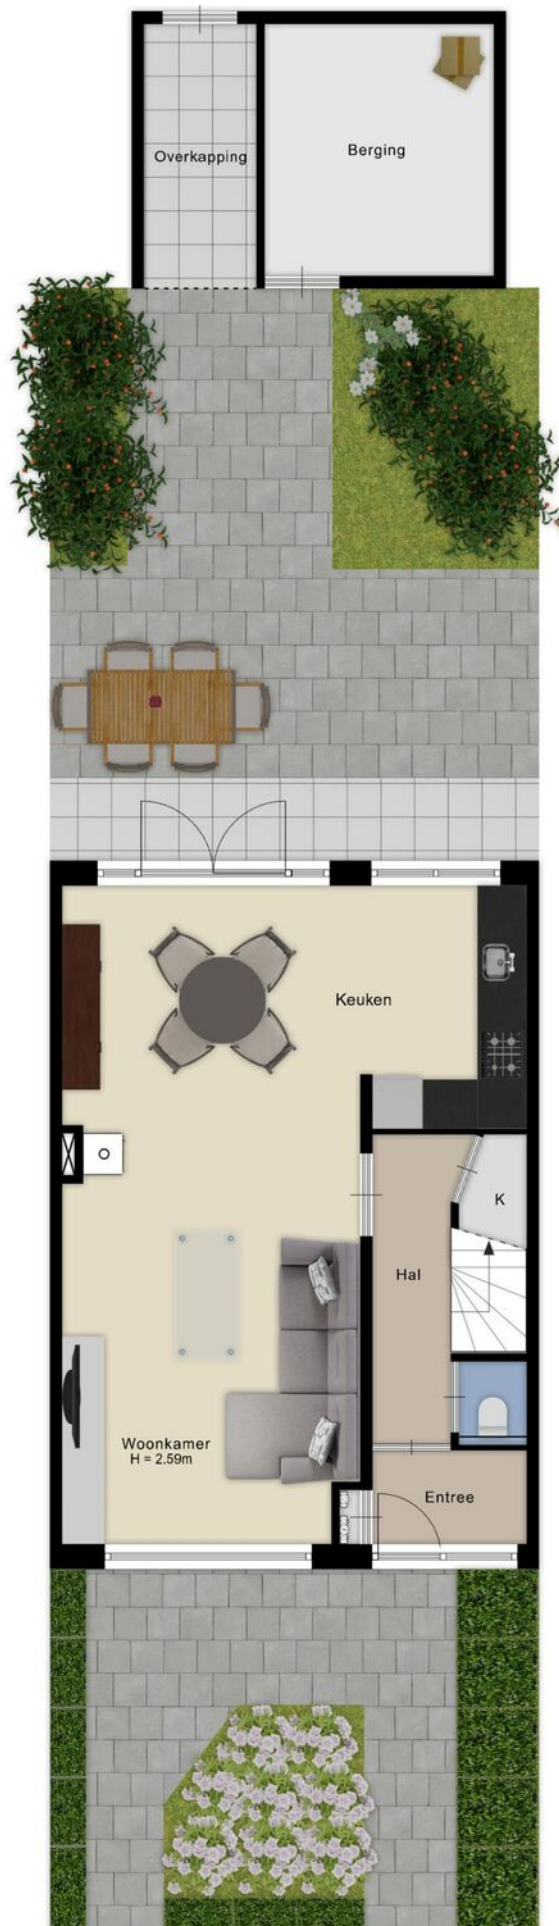 Overkapping
Berging
Keuken
K
Hal
Woonkamer
H = 2.59m
Entree